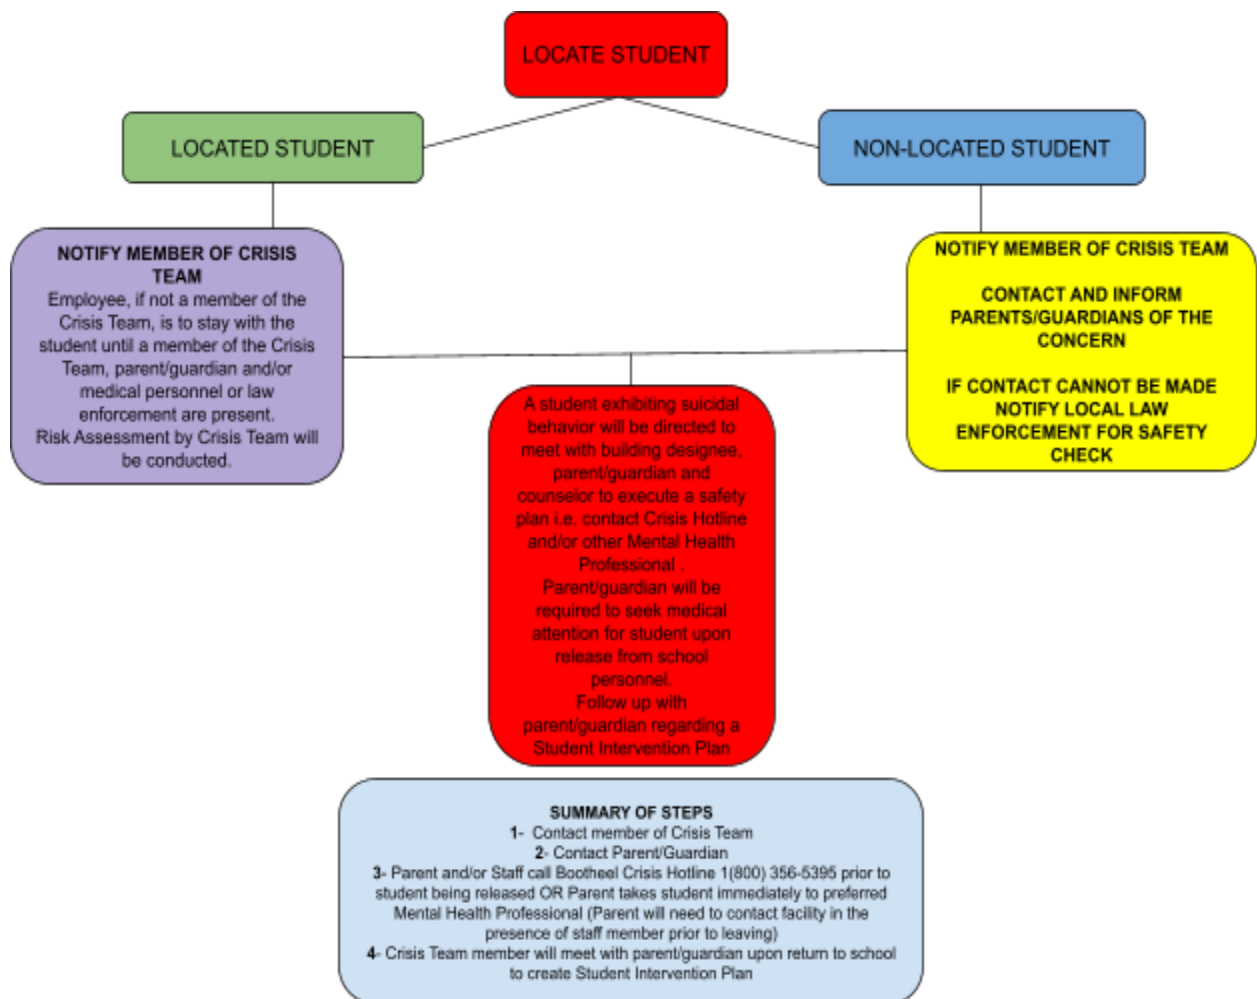 LOCATE STUDENT
LOCATED STUDENT
NON-LOCATED STUDENT
NOTIFY MEMBER OF CRISIS
TEAM
Employee, if not a member of the
Crisis Team, is to stay with the
student until a member of the Crisis
Team, parent/guardian and/or
medical personnel or law
enforcement are present.
Risk Assessment by Crisis Team will
be conducted.
NOTIFY MEMBER OF CRISIS TEAM
CONTACT AND INFORM
PARENTS/GUARDIANS OF THE
CONCERN
IF CONTACT CANNOT BE MADE
NOTIFY LOCAL LAW
ENFORCEMENT FOR SAFETY
CHECK
A student exhibiting suicidal
behavior will be directed to
meet with building designee,
parent/guardian and
counselor to execute a safety
plan i.e. contact Crisis Hotline
and/or other Mental Health
Professional .
Parent/guardian will be
required to seek medical
attention for student upon
release from school
personnel.
Follow up with
parent/guardian regarding a
Student Intervention Plan
SUMMARY OF STEPS
1- Contact member of Crisis Team
2- Contact Parent/Guardian
3- Parent and/or Staff call Bootheel Crisis Hotline 1(800) 356-5395 prior to
student being released OR Parent takes student immediately to preferred
Mental Health Professional (Parent will need to contact facility in the
presence of staff member prior to leaving)
4- Crisis Team member will meet with parent/guardian upon return to school
to create Student Intervention Plan